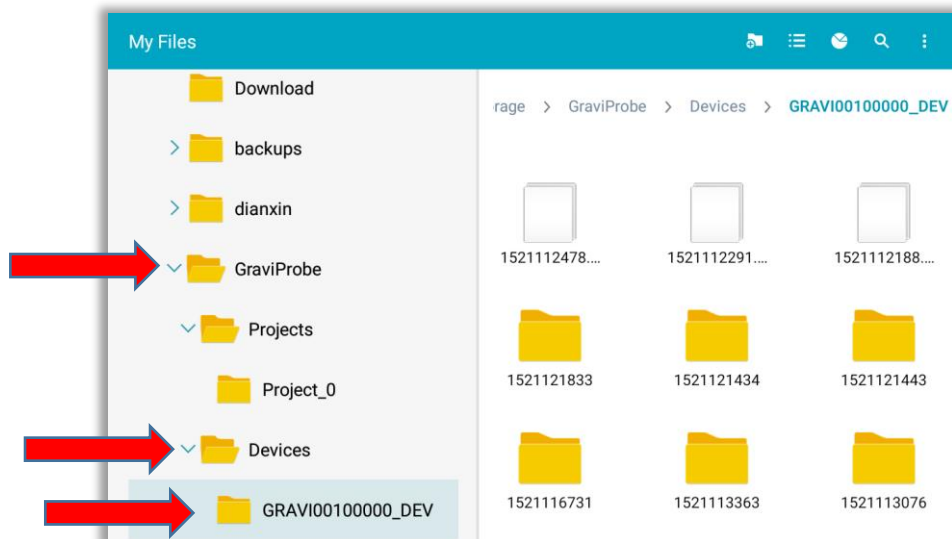 My Files
Download
backups
dianxin
GraviProbe
Projects
Project_0
Devices
GRAVI00100000_DEV
rage > GraviProbe > Devices > GRAVI00100000_DEV
1521112478.... 1521112291.... 1521112188....
1521121833 1521121434 1521121443
1521116731 1521113363 1521113076